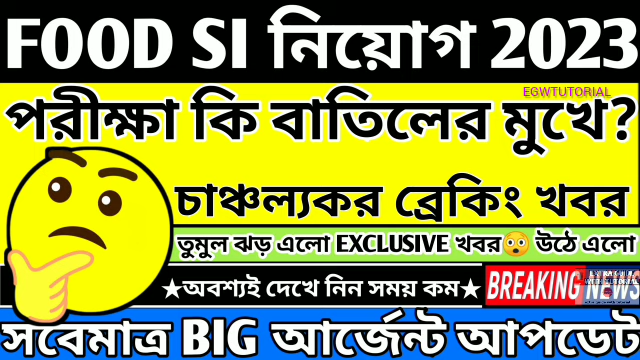 FOOD SI নিয়োগ 2023
EGWTUTORIAL
পরীক্ষা কি বাতিলের মুখে?
চাঞ্চল্যকর ব্রেকিং খবর
তুমুল ঝড় এলো EXCLUSIVE খবর😲 উঠে এলো
★অবশ্যই দেখে নিন সময় কম★
BREAKING NEWS
সবেমাত্র BIG আর্জেন্ট আপডেট